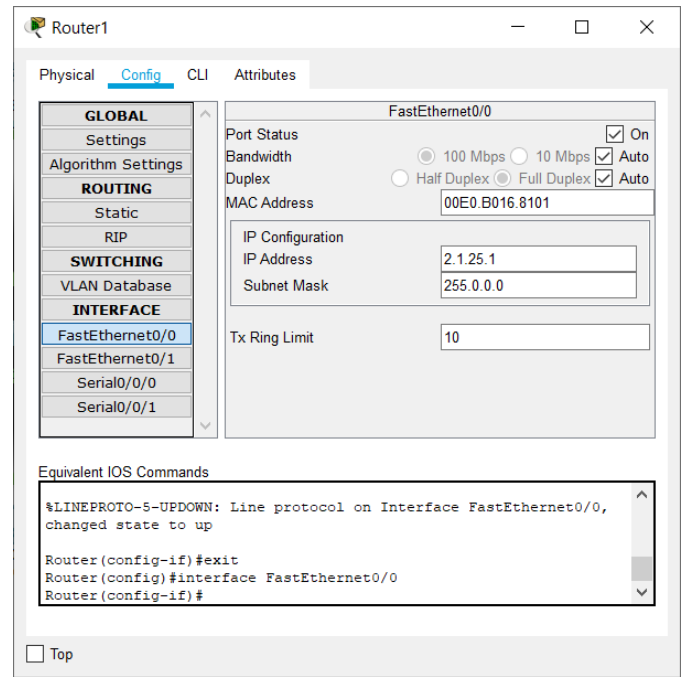 Router1
Physical Config CLI Attributes
GLOBAL
Settings
Algorithm Settings
ROUTING
Static
RIP
SWITCHING
VLAN Database
INTERFACE
FastEthernet0/0
FastEthernet0/1
Serial0/0/0
Serial0/0/1
FastEthernet0/0
Port Status On
Bandwidth 100 Mbps 10 Mbps Auto
Duplex Half Duplex Full Duplex Auto
MAC Address 00E0.B016.8101
IP Configuration
IP Address 2.1.25.1
Subnet Mask 255.0.0.0
Tx Ring Limit 10
Equivalent IOS Commands
%LINEPROTO-5-UPDOWN: Line protocol on Interface FastEthernet0/0,
changed state to up
Router(config-if)#exit
Router(config)#interface FastEthernet0/0
Router(config-if)#
Top